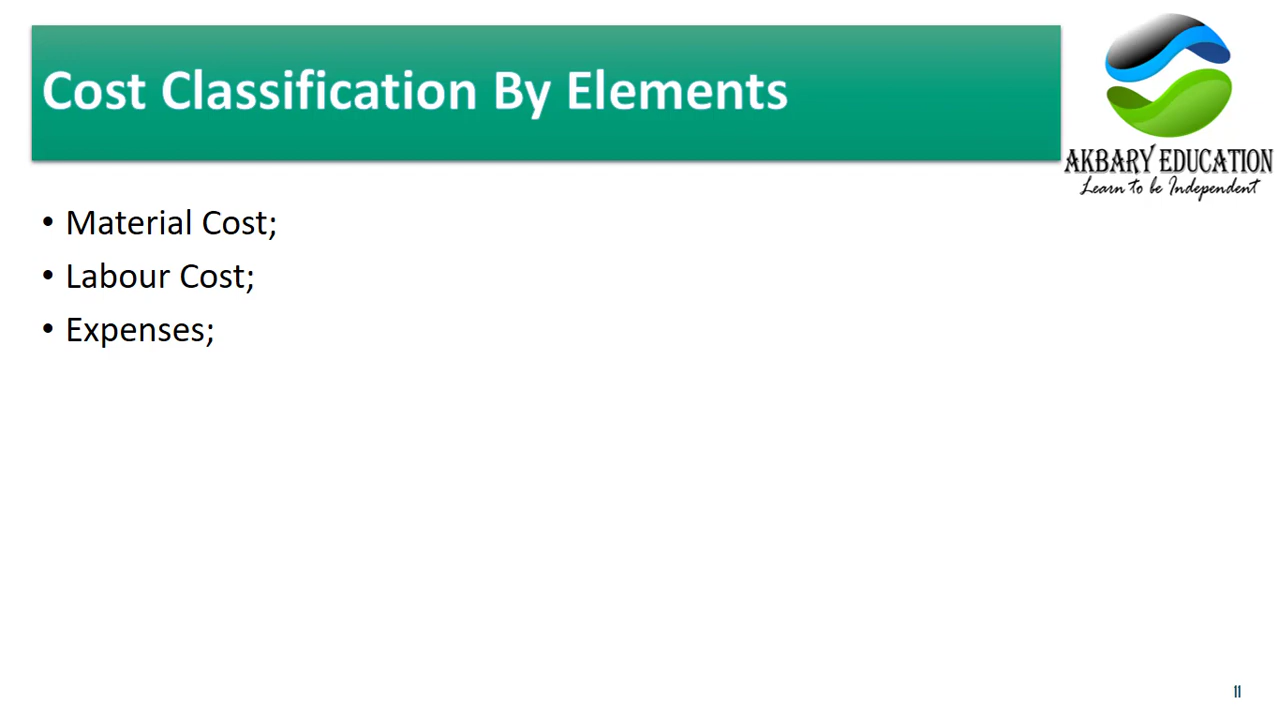 Cost Classification By Elements
AKBARY EDUCATION
Learn to be Independent
• Material Cost;
• Labour Cost;
• Expenses;
11